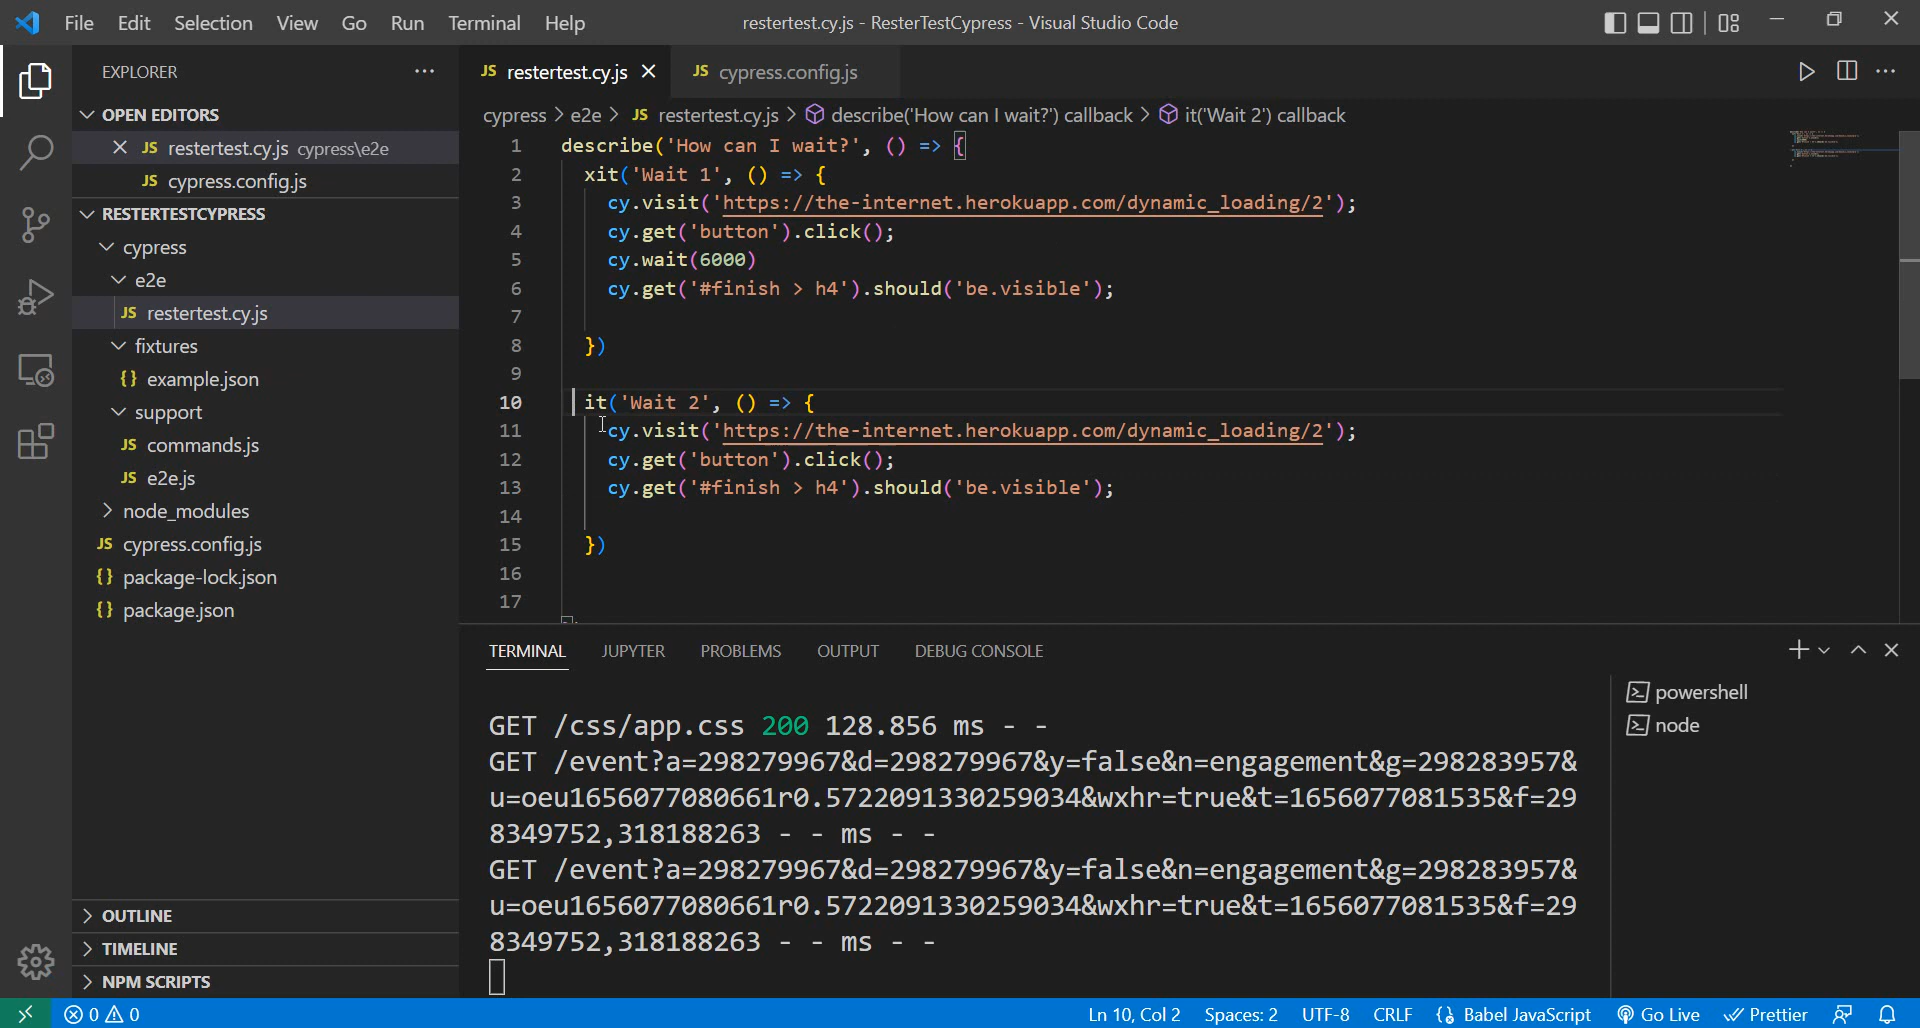 File Edit Selection View Go Run Terminal Help
restertest.cy.js - ResterTestCypress - Visual Studio Code
EXPLORER
OPEN EDITORS
JS restertest.cy.js cypress\e2e
JS cypress.config.js
RESTERTESTCYPRESS
cypress
e2e
JS restertest.cy.js
fixtures
{} example.json
support
JS commands.js
JS e2e.js
node_modules
JS cypress.config.js
{} package-lock.json
{} package.json
OUTLINE
TIMELINE
NPM SCRIPTS
JS restertest.cy.js
JS cypress.config.js
cypress > e2e > JS restertest.cy.js > describe('How can I wait?') callback > it('Wait 2') callback
1 describe('How can I wait?', () => {
2 xit('Wait 1', () => {
3 cy.visit('https://the-internet.herokuapp.com/dynamic_loading/2');
4 cy.get('button').click();
5 cy.wait(6000)
6 cy.get('#finish > h4').should('be.visible');
7
8 })
9
10 it('Wait 2', () => {
11 cy.visit('https://the-internet.herokuapp.com/dynamic_loading/2');
12 cy.get('button').click();
13 cy.get('#finish > h4').should('be.visible');
14
15 })
16
17
TERMINAL JUPYTER PROBLEMS OUTPUT DEBUG CONSOLE
GET /css/app.css 200 128.856 ms - -
GET /event?a=298279967&d=298279967&y=false&n=engagement&g=298283957&
u=oeu1656077080661r0.5722091330259034&wxhr=true&t=1656077081535&f=29
8349752,318188263 - - ms - -
GET /event?a=298279967&d=298279967&y=false&n=engagement&g=298283957&
u=oeu1656077080661r0.5722091330259034&wxhr=true&t=1656077081535&f=29
8349752,318188263 - - ms - -
powershell
node
0 0
Ln 10, Col 2 Spaces: 2 UTF-8 CRLF {} Babel JavaScript Go Live Prettier